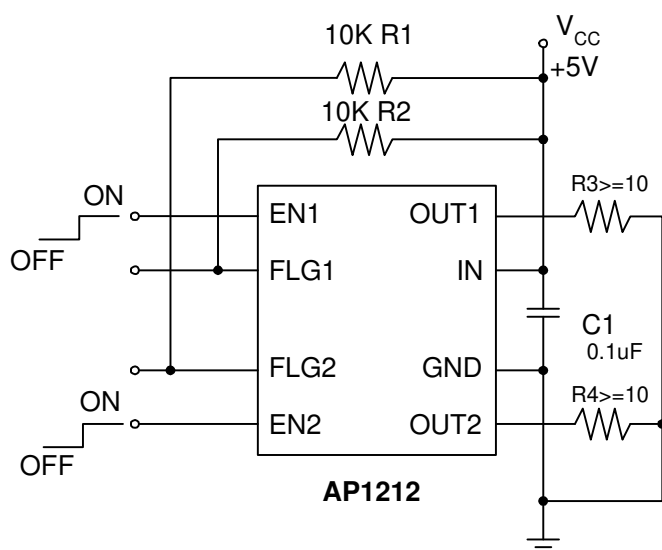 10K R1
V_CC
+5V
10K R2
R3>=10
ON
OFF
EN1
OUT1
FLG1
IN
C1
0.1uF
FLG2
GND
R4>=10
ON
OFF
EN2
OUT2
AP1212